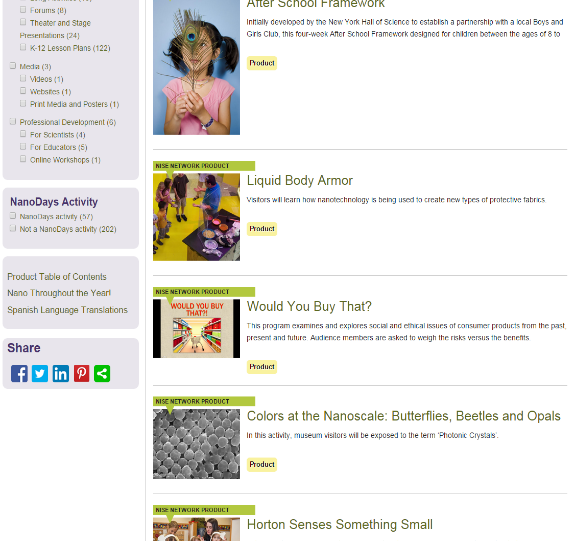 Forums (8)
Theater and Stage
Presentations (24)
K-12 Lesson Plans (122)
Media (3)
Videos (1)
Websites (1)
Print Media and Posters (1)
Professional Development (6)
For Scientists (4)
For Educators (5)
Online Workshops (1)
NanoDays Activity
NanoDays activity (57)
Not a NanoDays activity (202)
Product Table of Contents
Nano Throughout the Year!
Spanish Language Translations
Share
After School Framework
Initially developed by the New York Hall of Science to establish a partnership with a local Boys and
Girls Club, this four-week After School Framework designed for children between the ages of 8 to
Product
NISE NETWORK PRODUCT
Liquid Body Armor
Visitors will learn how nanotechnology is being used to create new types of protective fabrics
Product
NISE NETWORK PRODUCT
WOULD YOU BUY
THAT?!
Would You Buy That?
This program examines and explores social and ethical issues of consumer products from the past,
present and future. Audience members are asked to weigh the risks versus the benefits
Product
NISE NETWORK PRODUCT
Colors at the Nanoscale: Butterflies, Beetles and Opals
In this activity, museum visitors will be exposed to the term 'Photonic Crystals'.
Product
NISE NETWORK PRODUCT
Horton Senses Something Small